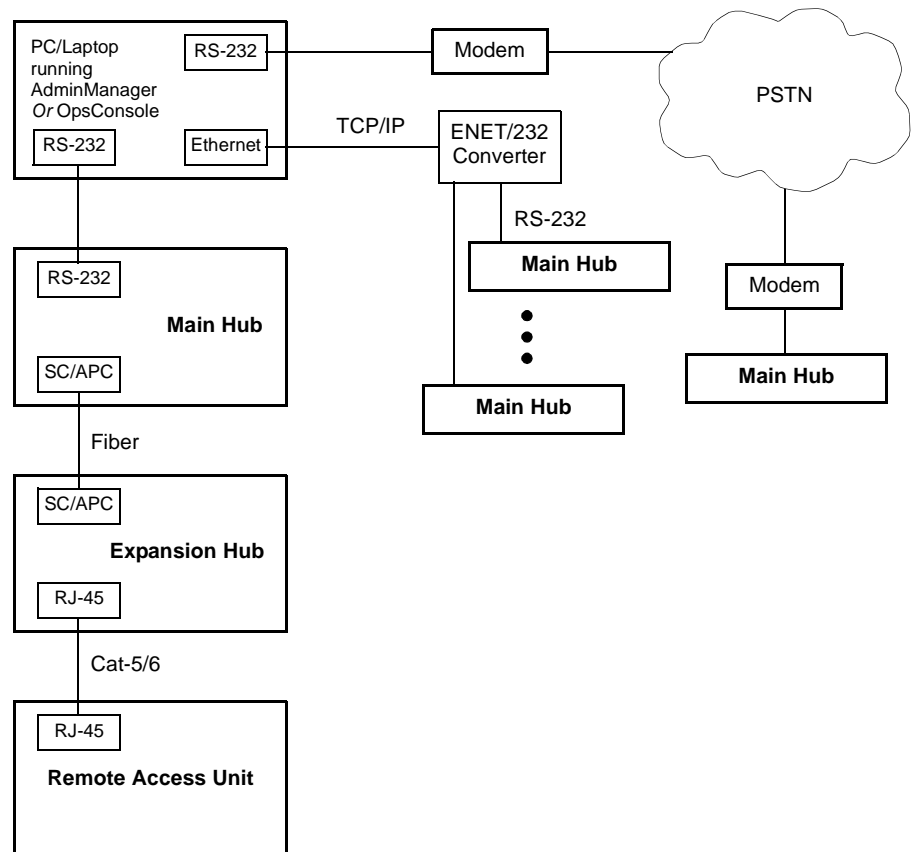 PC/Laptop
running
AdminManager
Or OpsConsole
RS-232
RS-232
Ethernet
Modem
PSTN
TCP/IP
ENET/232
Converter
RS-232
Main Hub
Main Hub
Modem
Main Hub
RS-232
Main Hub
SC/APC
Fiber
SC/APC
Expansion Hub
RJ-45
Cat-5/6
RJ-45
Remote Access Unit